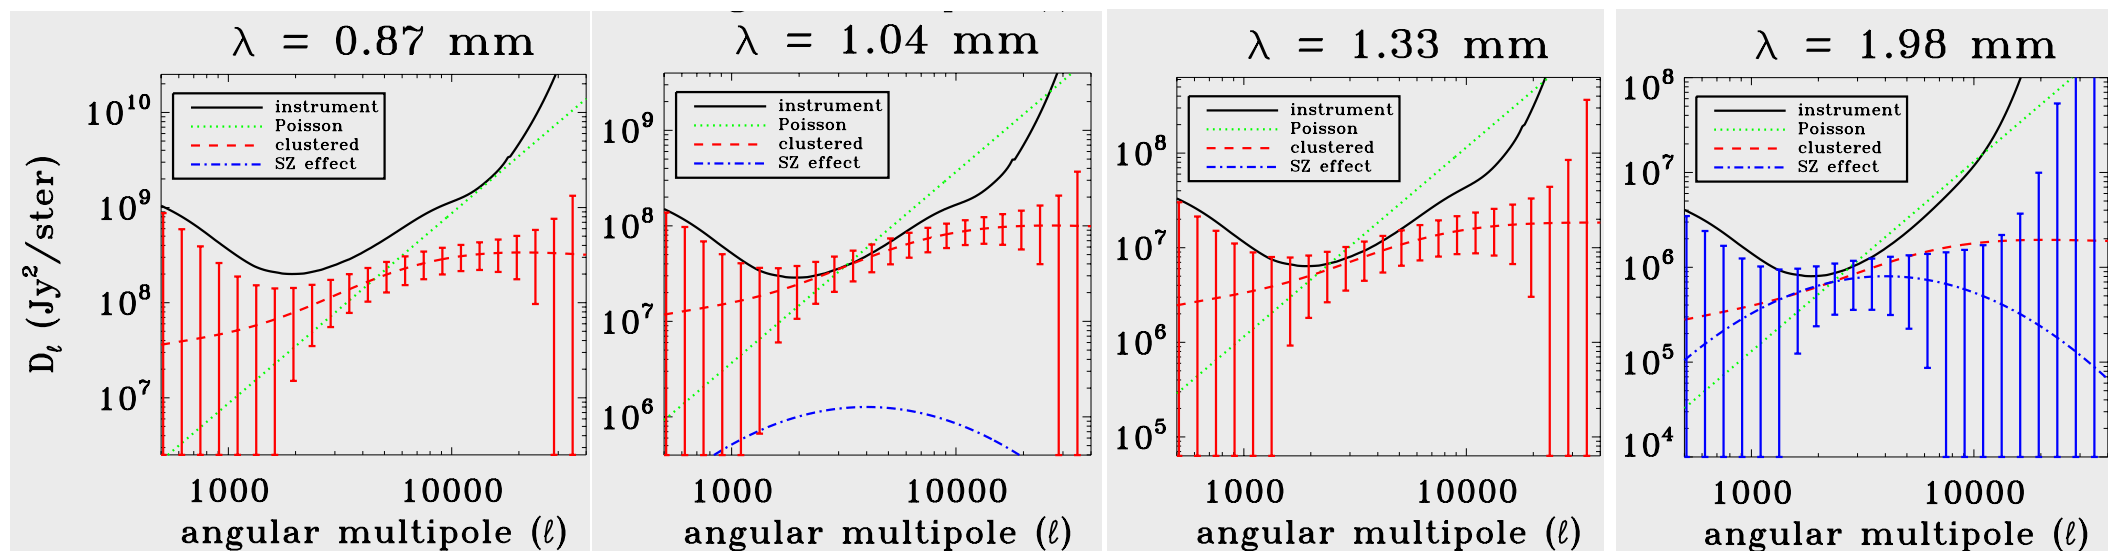 λ = 0.87 mm
10^10
10^9
10^8
10^7
D_ℓ (Jy^2/ster)
instrument
Poisson
clustered
SZ effect
1000 10000
angular multipole (ℓ)
λ = 1.04 mm
10^9
10^8
10^7
10^6
instrument
Poisson
clustered
SZ effect
1000 10000
angular multipole (ℓ)
λ = 1.33 mm
10^8
10^7
10^6
10^5
instrument
Poisson
clustered
SZ effect
1000 10000
angular multipole (ℓ)
λ = 1.98 mm
10^8
10^7
10^6
10^5
10^4
instrument
Poisson
clustered
SZ effect
1000 10000
angular multipole (ℓ)